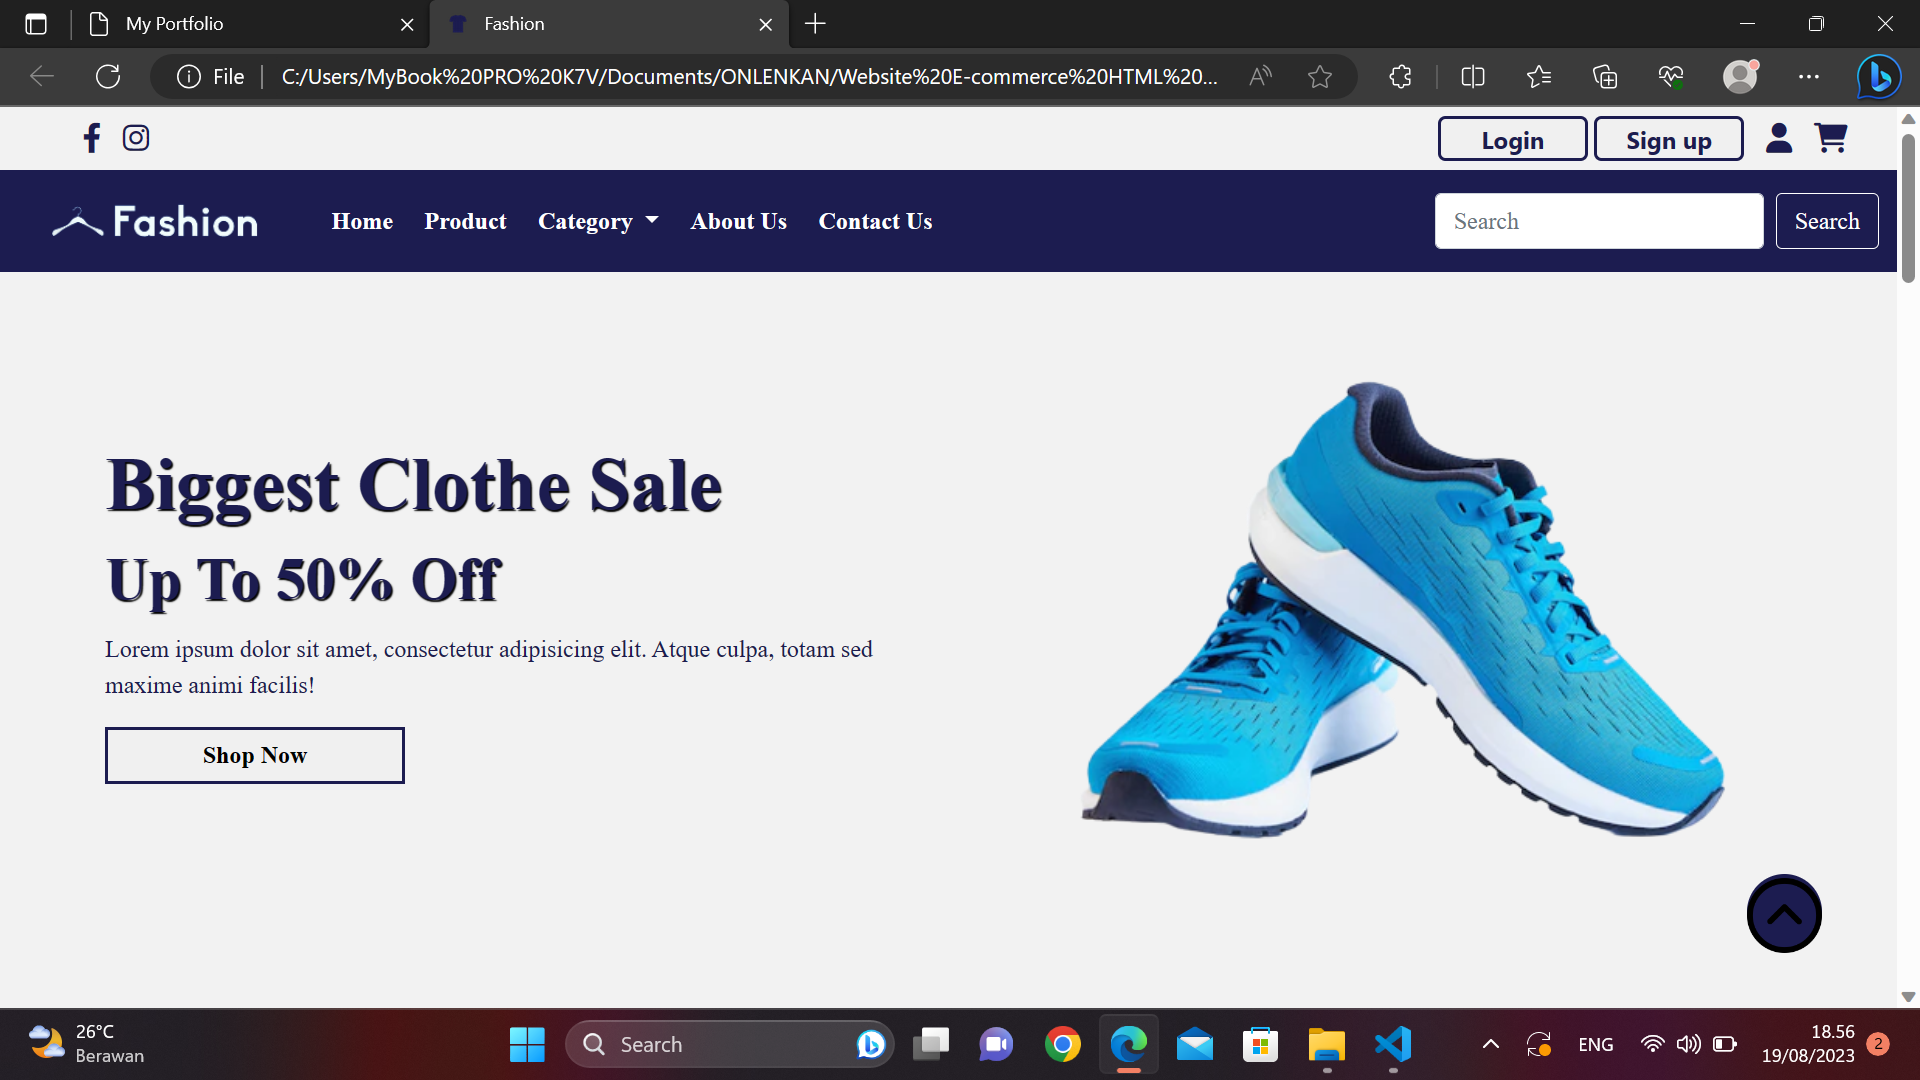 My Portfolio
Fashion
File
C:/Users/MyBook%20PRO%20K7V/Documents/ONLENKAN/Website%20E-commerce%20HTML%20...
Login
Sign up
Fashion
Home
Product
Category
About Us
Contact Us
Search
Search
Biggest Clothe Sale
Up To 50% Off
Lorem ipsum dolor sit amet, consectetur adipisicing elit. Atque culpa, totam sed
maxime animi facilis!
Shop Now
26°C
Berawan
Search
ENG
18.56
19/08/2023
2